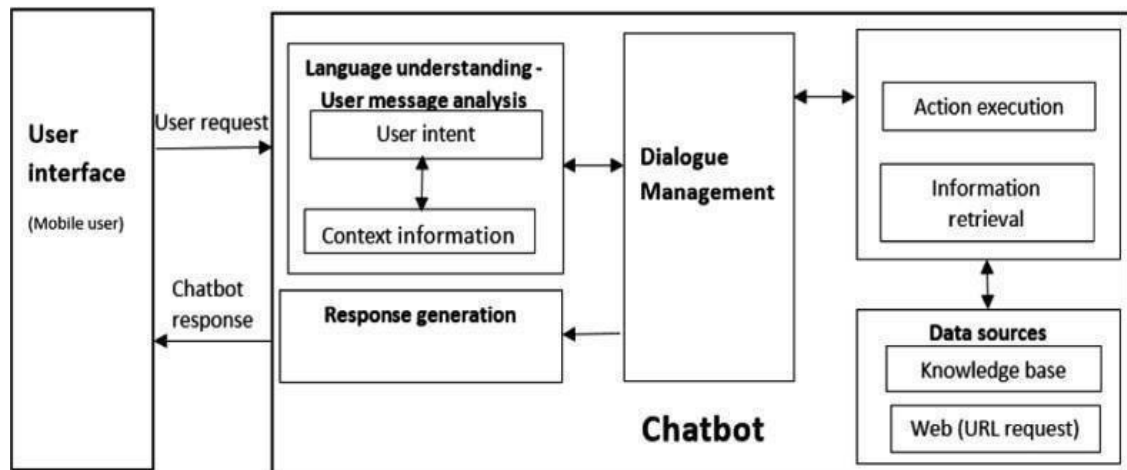 User
interface
(Mobile user)
User request
Chatbot
response
Language understanding -
User message analysis
User intent
Context information
Response generation
Dialogue
Management
Action execution
Information
retrieval
Data sources
Knowledge base
Web (URL request)
Chatbot